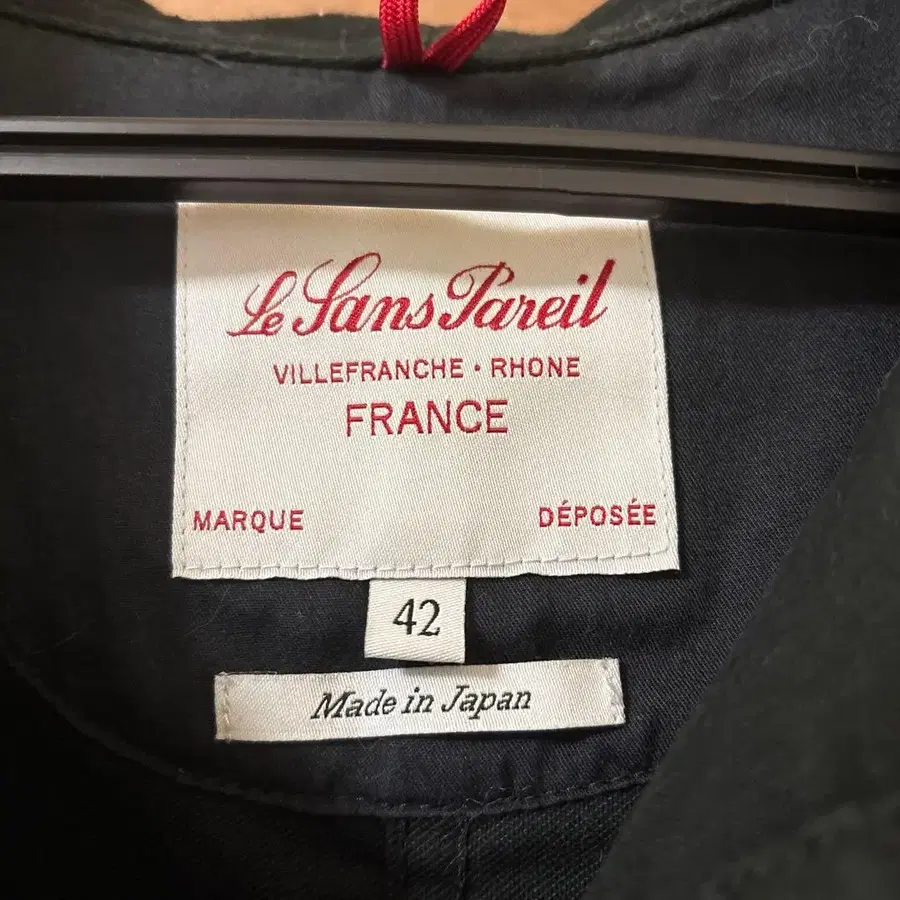 Le Sans Pareil
VILLEFRANCHE · RHONE
FRANCE
MARQUE DÉPOSÉE
42
Made in Japan